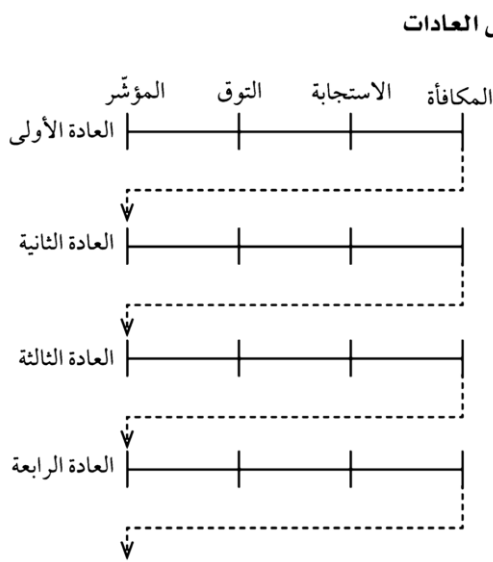 العادات
المؤشّر التوق الاستجابة المكافأة
العادة الأولى
العادة الثانية
العادة الثالثة
العادة الرابعة